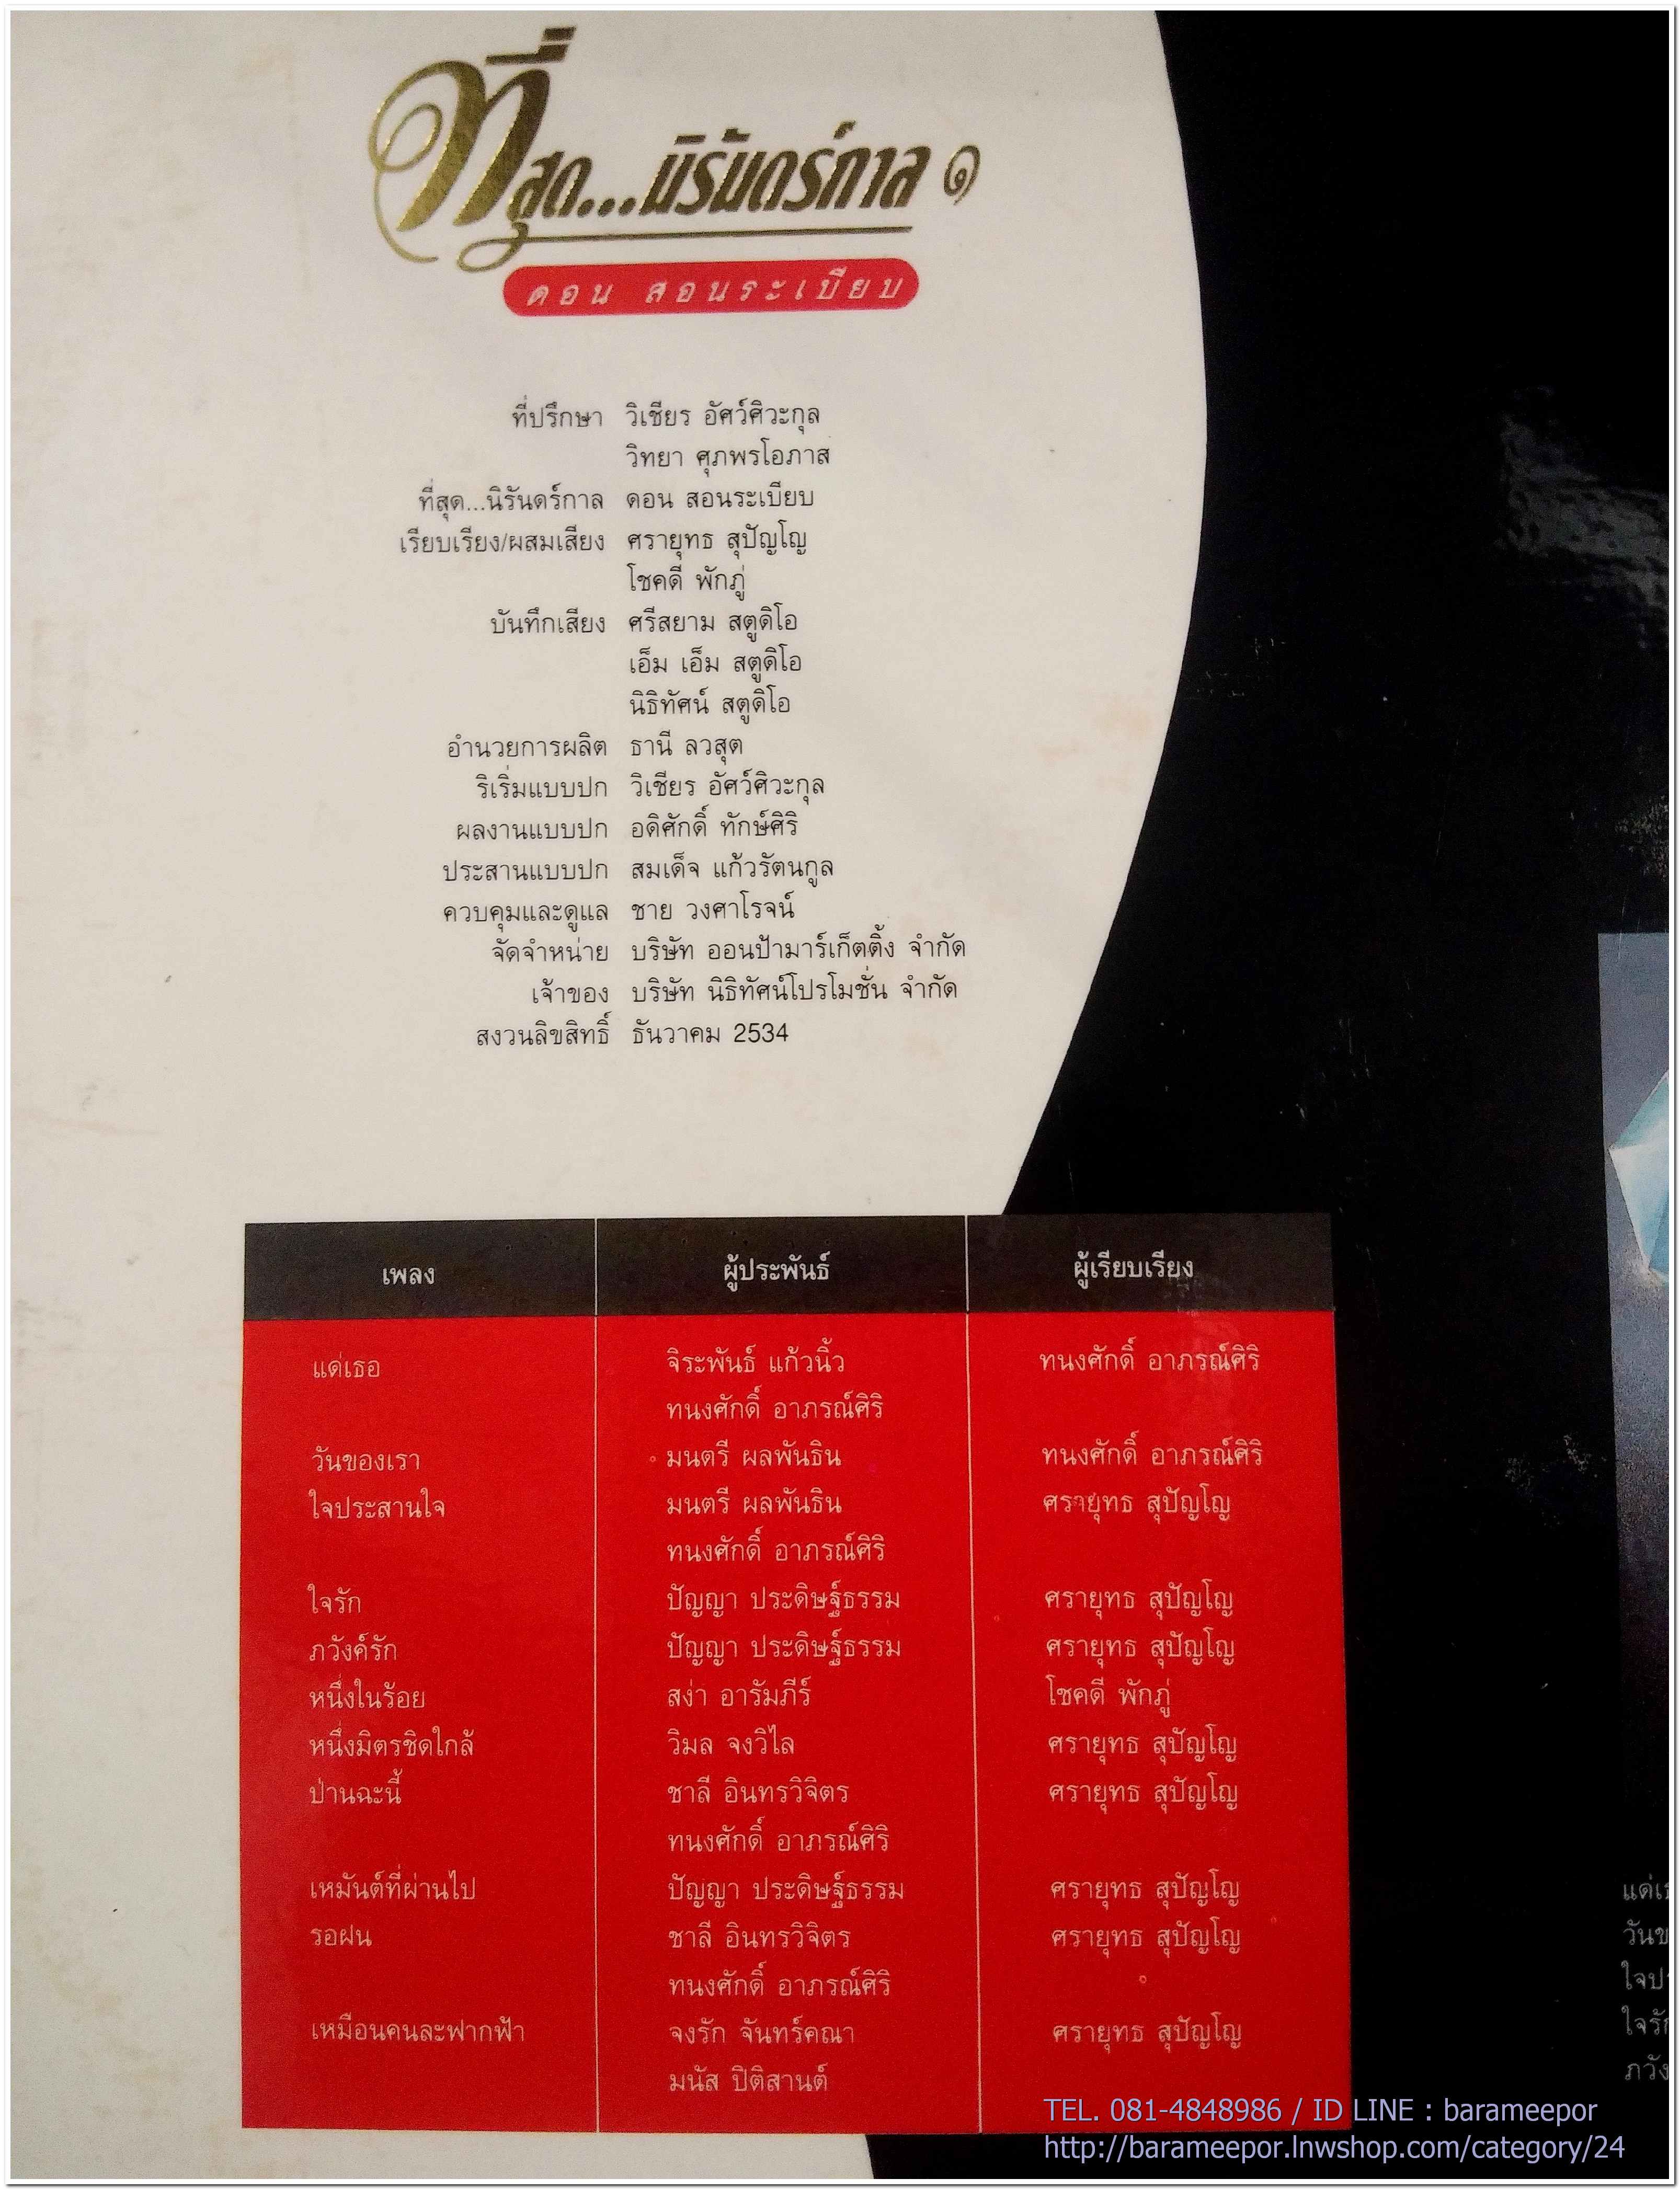 ที่สุด...นิรันดร์กาล ๑
ดอน สอนระเบียบ
ที่ปรึกษา วิเชียร อัศว์ศิวะกุล
วิทยา ศุภพรโอภาส
ที่สุด...นิรันดร์กาล ดอน สอนระเบียบ
เรียบเรียง/ผสมเสียง ศรายุทธ สุปัญโญ
โชคดี พักภู่
บันทึกเสียง ศรีสยาม สตูดิโอ
เอ็ม เอ็ม สตูดิโอ
นิธิทัศน์ สตูดิโอ
อำนวยการผลิต ธานี ลวสุต
ริเริ่มแบบปก วิเชียร อัศว์ศิวะกุล
ผลงานแบบปก อดิศักดิ์ ทักษ์ศิริ
ประสานแบบปก สมเด็จ แก้วรัตนกูล
ควบคุมและดูแล ชาย วงศาโรจน์
จัดจำหน่าย บริษัท ออนป้ามาร์เก็ตติ้ง จำกัด
เจ้าของ บริษัท นิธิทัศน์โปรโมชั่น จำกัด
สงวนลิขสิทธิ์ ธันวาคม 2534
เพลง ผู้ประพันธ์ ผู้เรียบเรียง
แด่เธอ จิระพันธ์ แก้วนิ้ว ทนงศักดิ์ อาภรณ์ศิริ
ทนงศักดิ์ อาภรณ์ศิริ
วันของเรา มนตรี ผลพันธิน ทนงศักดิ์ อาภรณ์ศิริ
ใจประสานใจ มนตรี ผลพันธิน ศรายุทธ สุปัญโญ
ทนงศักดิ์ อาภรณ์ศิริ
ใจรัก ปัญญา ประดิษฐ์ธรรม ศรายุทธ สุปัญโญ
ภวังค์รัก ปัญญา ประดิษฐ์ธรรม ศรายุทธ สุปัญโญ
หนึ่งในร้อย สง่า อารัมภีร์ โชคดี พักภู่
หนึ่งมิตรชิดใกล้ วิมล จงวิไล ศรายุทธ สุปัญโญ
ป่านฉะนี้ ชาลี อินทรวิจิตร ศรายุทธ สุปัญโญ
ทนงศักดิ์ อาภรณ์ศิริ
เหมันต์ที่ผ่านไป ปัญญา ประดิษฐ์ธรรม ศรายุทธ สุปัญโญ
รอฝน ชาลี อินทรวิจิตร ศรายุทธ สุปัญโญ
ทนงศักดิ์ อาภรณ์ศิริ
เหมือนคนละฟากฟ้า จงรัก จันทร์คณา ศรายุทธ สุปัญโญ
มนัส ปิติสานต์
TEL. 081-4848986 / ID LINE : barameepor
http://barameepor.lnwshop.com/category/24